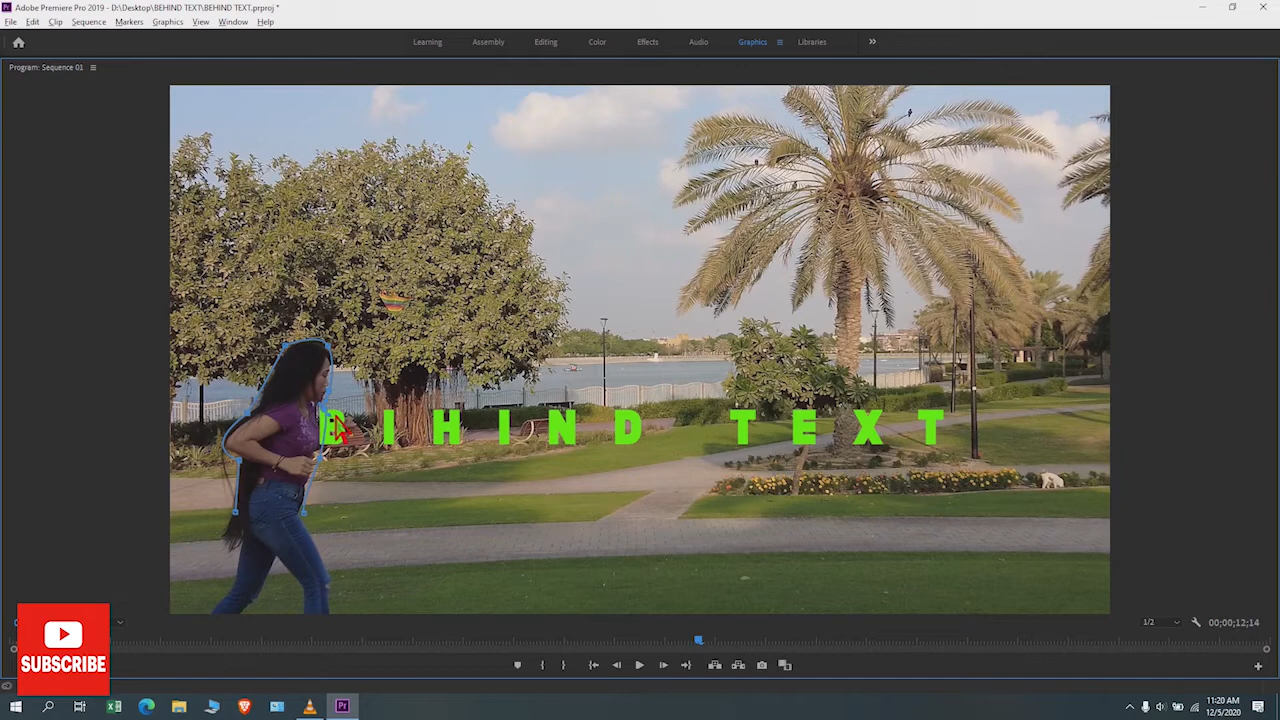 Adobe Premiere Pro 2019 - D:\Desktop\BEHIND TEXT\BEHIND TEXT.prproj *
File Edit Clip Sequence Markers Graphics View Window Help
Learning Assembly Editing Color Effects Audio Graphics Libraries
Program: Sequence 01
BEHIND TEXT
1/2 00;00;12;14
SUBSCRIBE
11:20 AM
12/5/2020